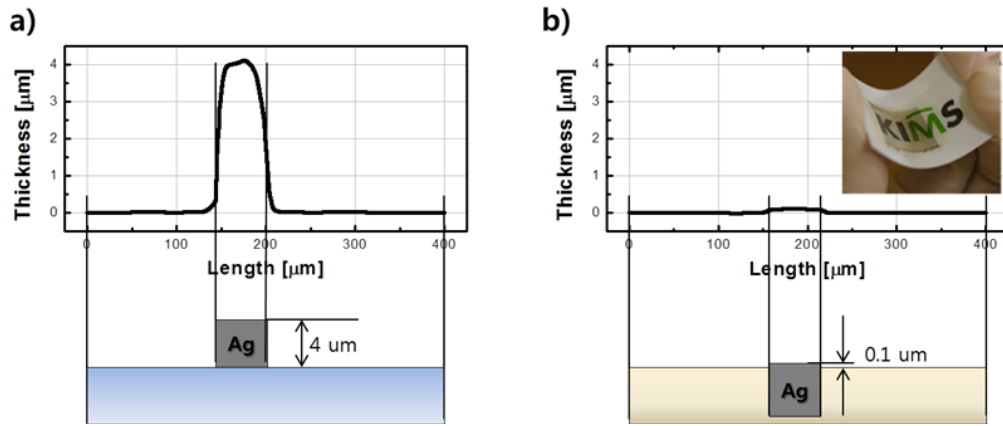 a)
Thickness [μm]
4
3
2
1
0
0 100 200 300 400
Length [μm]
Ag
4 um
b)
Thickness [μm]
4
3
2
1
0
KIMS
0 100 200 300 400
Length [μm]
0.1 um
Ag